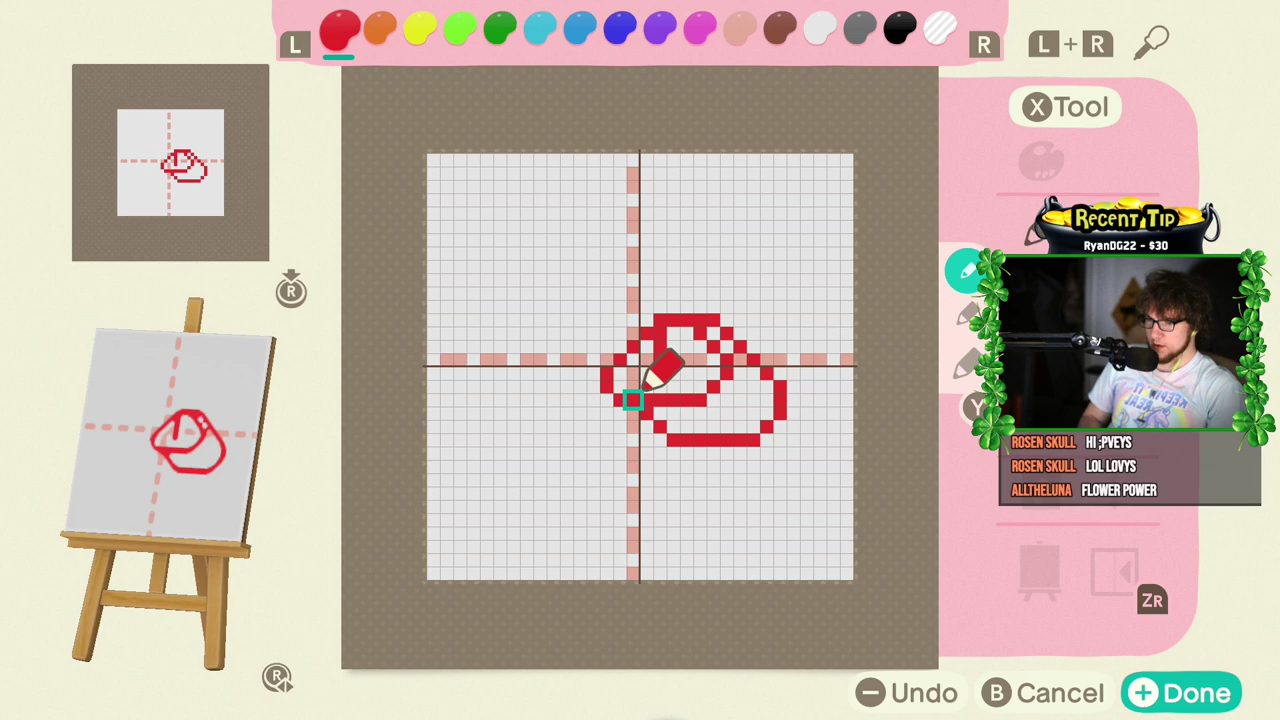 L
R
L + R
X Tool
Recent Tip
RyanDG22 - $30
R
Y
ROSEN SKULL HI ;PVEYS
ROSEN SKULL LOL LOVYS
ALLTHELUNA FLOWER POWER
ZR
R
− Undo
B Cancel
+ Done